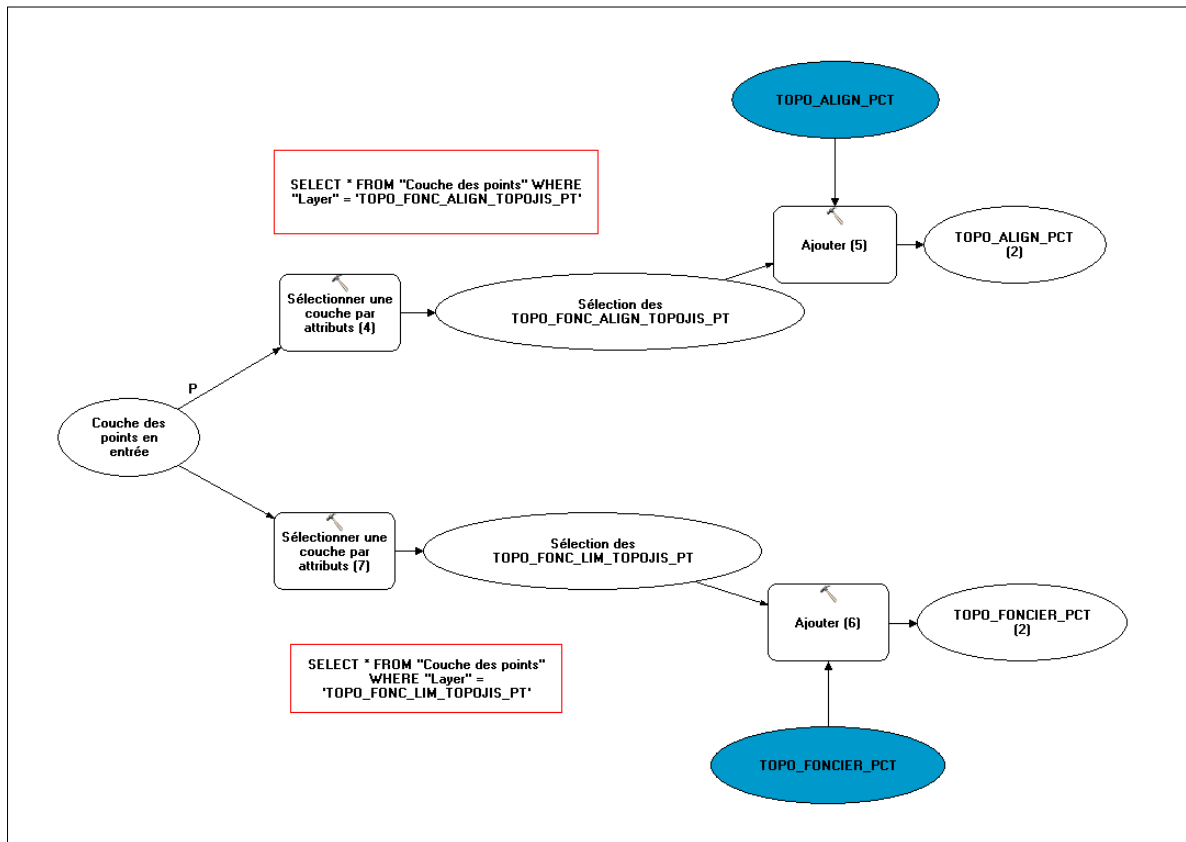 TOPO_ALIGN_PCT
SELECT * FROM "Couche des points" WHERE
"Layer" = 'TOPO_FONC_ALIGN_TOPOJIS_PT'
Ajouter (5)
TOPO_ALIGN_PCT
(2)
Sélectionner une
couche par
attributs (4)
Sélection des
TOPO_FONC_ALIGN_TOPOJIS_PT
P
Couche des
points en
entrée
Sélectionner une
couche par
attributs (7)
Sélection des
TOPO_FONC_LIM_TOPOJIS_PT
Ajouter (6)
TOPO_FONCIER_PCT
(2)
SELECT * FROM "Couche des points"
WHERE "Layer" =
'TOPO_FONC_LIM_TOPOJIS_PT'
TOPO_FONCIER_PCT